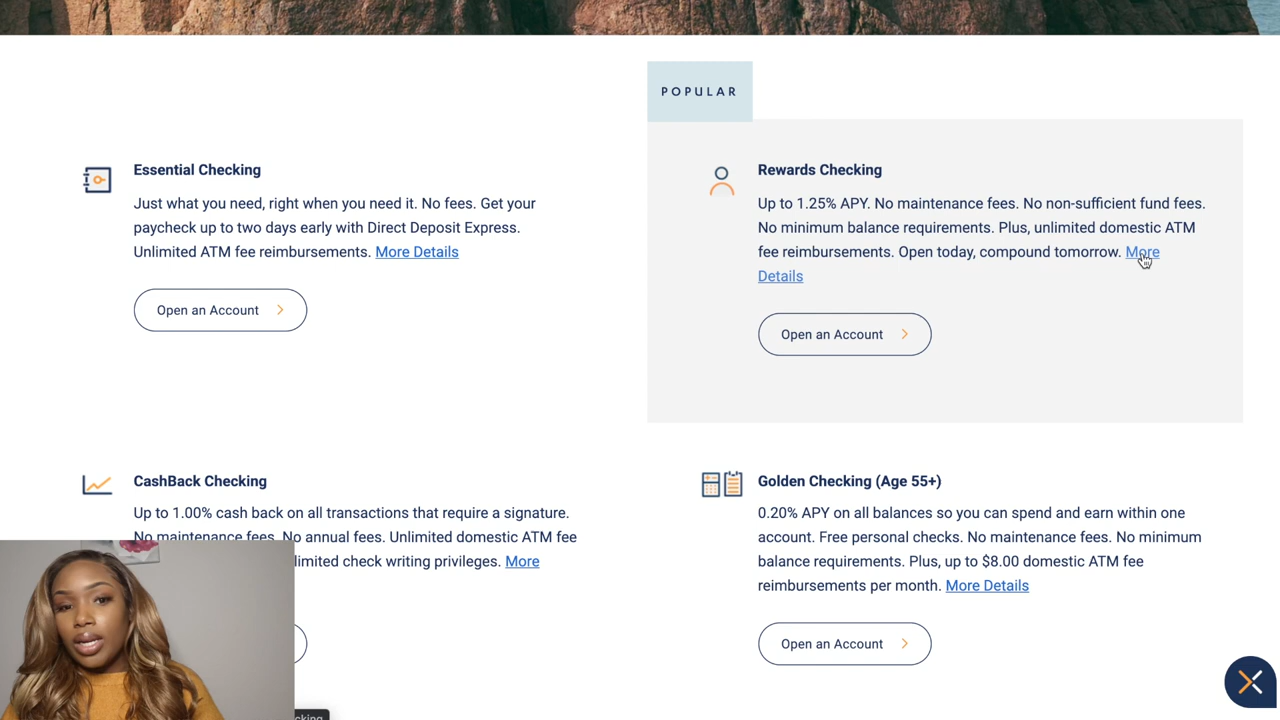 POPULAR
Essential Checking
Just what you need, right when you need it. No fees. Get your
paycheck up to two days early with Direct Deposit Express.
Unlimited ATM fee reimbursements. More Details
Open an Account
Rewards Checking
Up to 1.25% APY. No maintenance fees. No non-sufficient fund fees.
No minimum balance requirements. Plus, unlimited domestic ATM
fee reimbursements. Open today, compound tomorrow. More
Details
Open an Account
CashBack Checking
Up to 1.00% cash back on all transactions that require a signature.
No maintenance fees. No annual fees. Unlimited domestic ATM fee
limited check writing privileges. More
Golden Checking (Age 55+)
0.20% APY on all balances so you can spend and earn within one
account. Free personal checks. No maintenance fees. No minimum
balance requirements. Plus, up to $8.00 domestic ATM fee
reimbursements per month. More Details
Open an Account